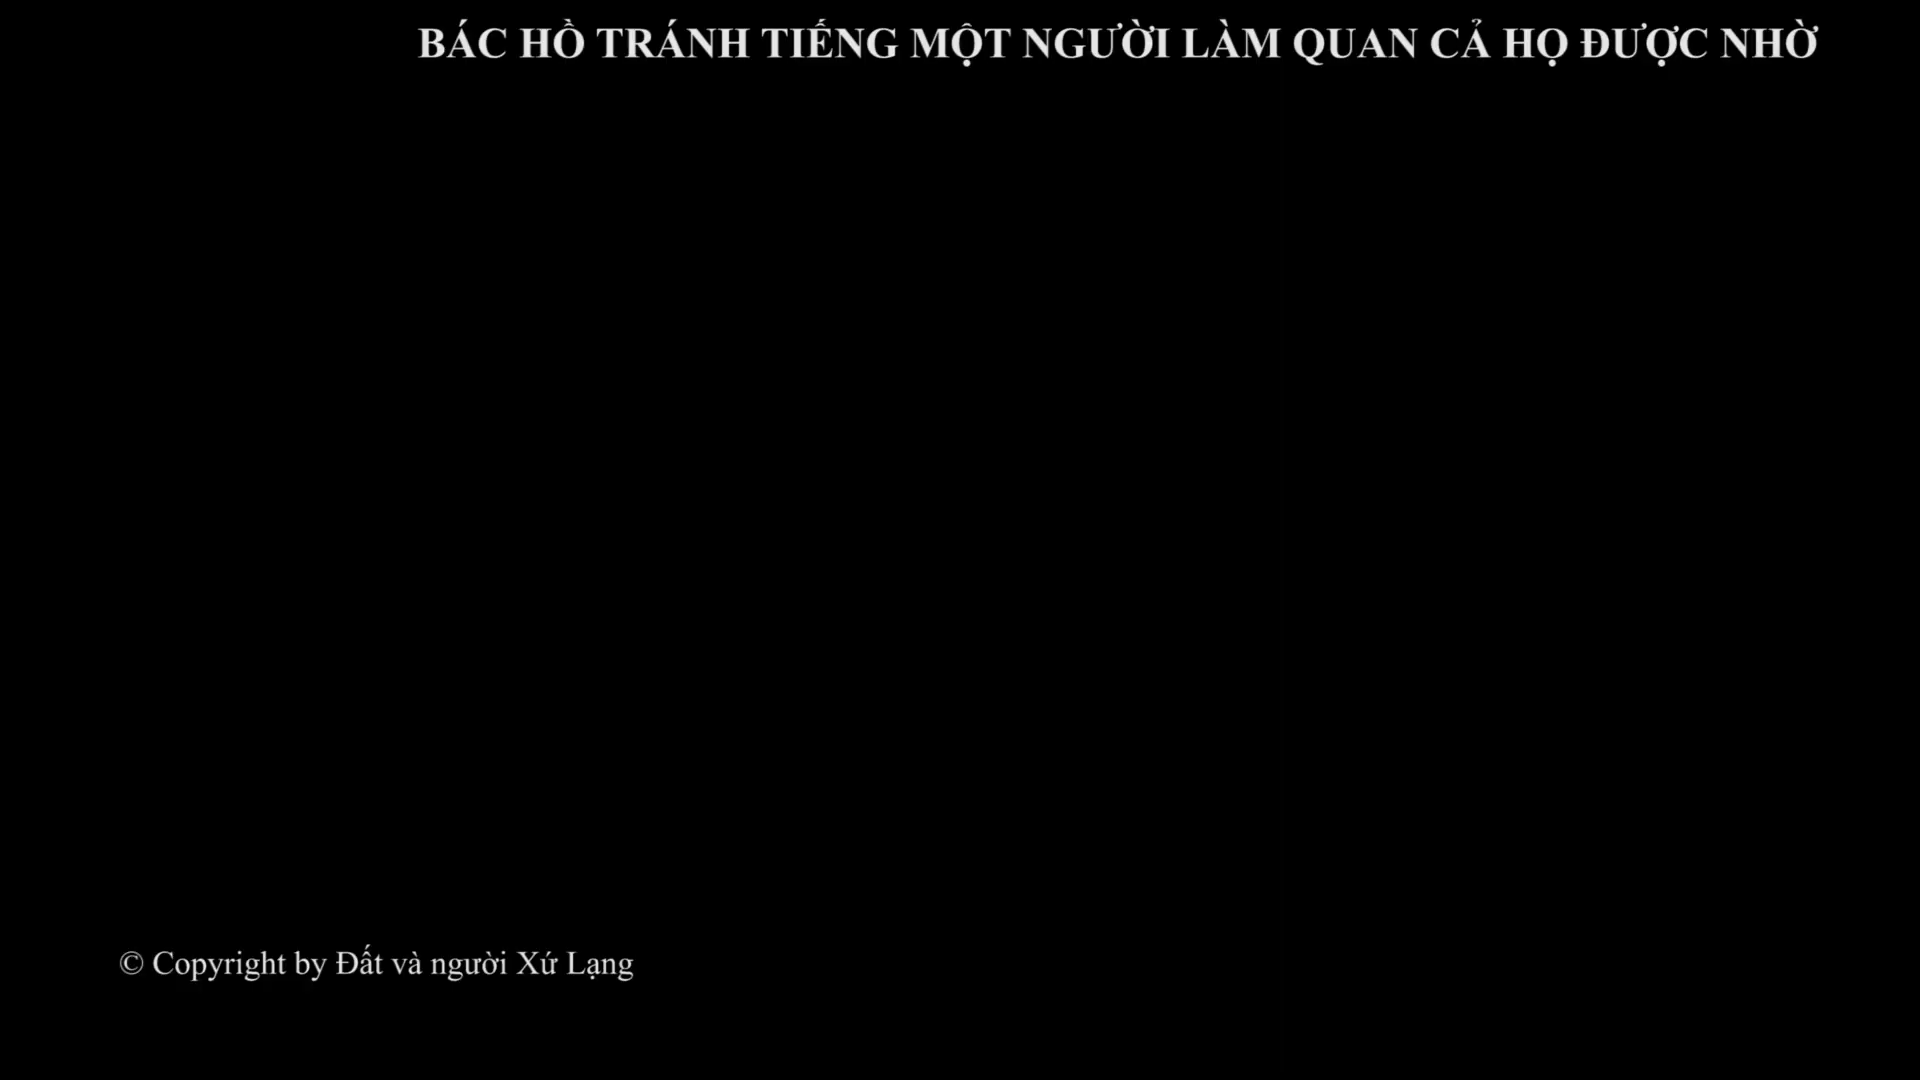 BÁC HỒ TRÁNH TIẾNG MỘT NGƯỜI LÀM QUAN CẢ HỌ ĐƯỢC NHỜ
© Copyright by Đất và người Xứ Lạng